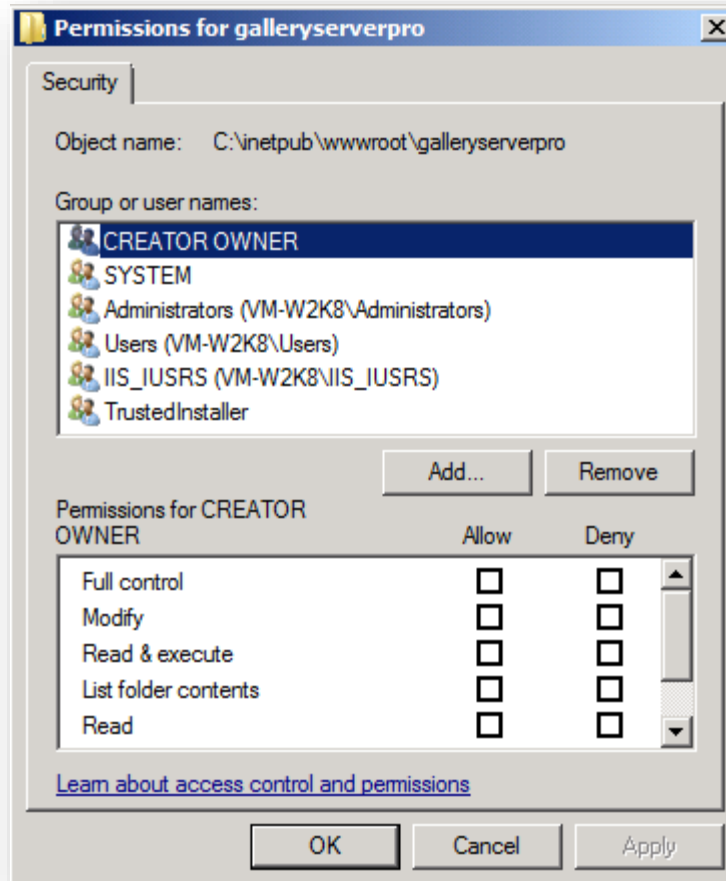 Permissions for galleryserverpro
Security
Object name: C:\inetpub\wwwroot\galleryserverpro
Group or user names:
CREATOR OWNER
SYSTEM
Administrators (VM-W2K8\Administrators)
Users (VM-W2K8\Users)
IIS_IUSRS (VM-W2K8\IIS_IUSRS)
TrustedInstaller
Add... Remove
Permissions for CREATOR
OWNER Allow Deny
Full control
Modify
Read & execute
List folder contents
Read
Learn about access control and permissions
OK Cancel Apply